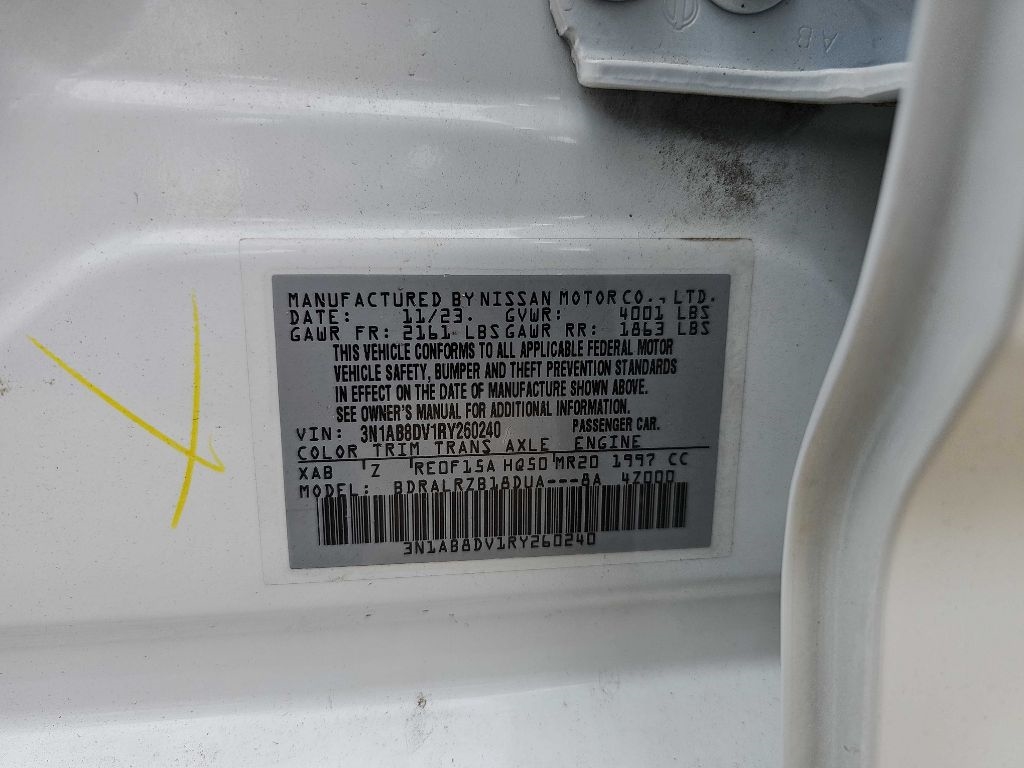 AB
MANUFACTURED BY NISSAN MOTOR CO., LTD.
DATE: 11/23. GVWR: 4001 LBS
GAWR FR: 2161 LBS GAWR RR: 1863 LBS
THIS VEHICLE CONFORMS TO ALL APPLICABLE FEDERAL MOTOR
VEHICLE SAFETY, BUMPER AND THEFT PREVENTION STANDARDS
IN EFFECT ON THE DATE OF MANUFACTURE SHOWN ABOVE.
SEE OWNER'S MANUAL FOR ADDITIONAL INFORMATION.
VIN: 3N1AB8DV1RY260240 PASSENGER CAR.
COLOR TRIM TRANS AXLE ENGINE
XAB Z RE0F15A HQ50 MR20 1997 CC
MODEL: BDRALRZB18DUA---8A 4Z000
3N1AB8DV1RY260240